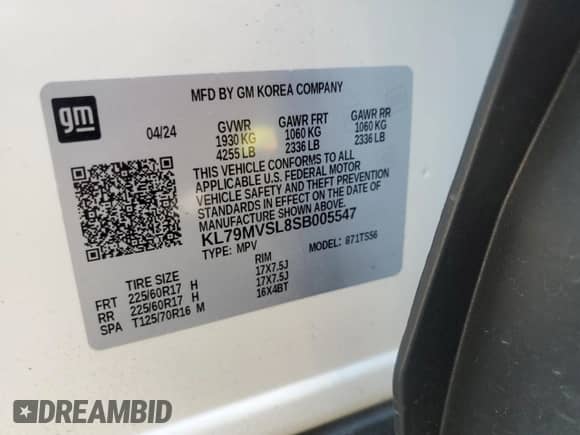 gm
MFD BY GM KOREA COMPANY
04/24 GVWR GAWR FRT GAWR RR
1930 KG 1060 KG 1060 KG
4255 LB 2336 LB 2336 LB
THIS VEHICLE CONFORMS TO ALL
APPLICABLE U.S. FEDERAL MOTOR
VEHICLE SAFETY AND THEFT PREVENTION
STANDARDS IN EFFECT ON THE DATE OF
MANUFACTURE SHOWN ABOVE.
KL79MVSL8SB005547
TYPE: MPV MODEL: 871TS56
TIRE SIZE RIM
FRT 225/60R17 H 17X7.5J
RR 225/60R17 H 17X7.5J
SPA T125/70R16 M 16X4BT
DREAMBID